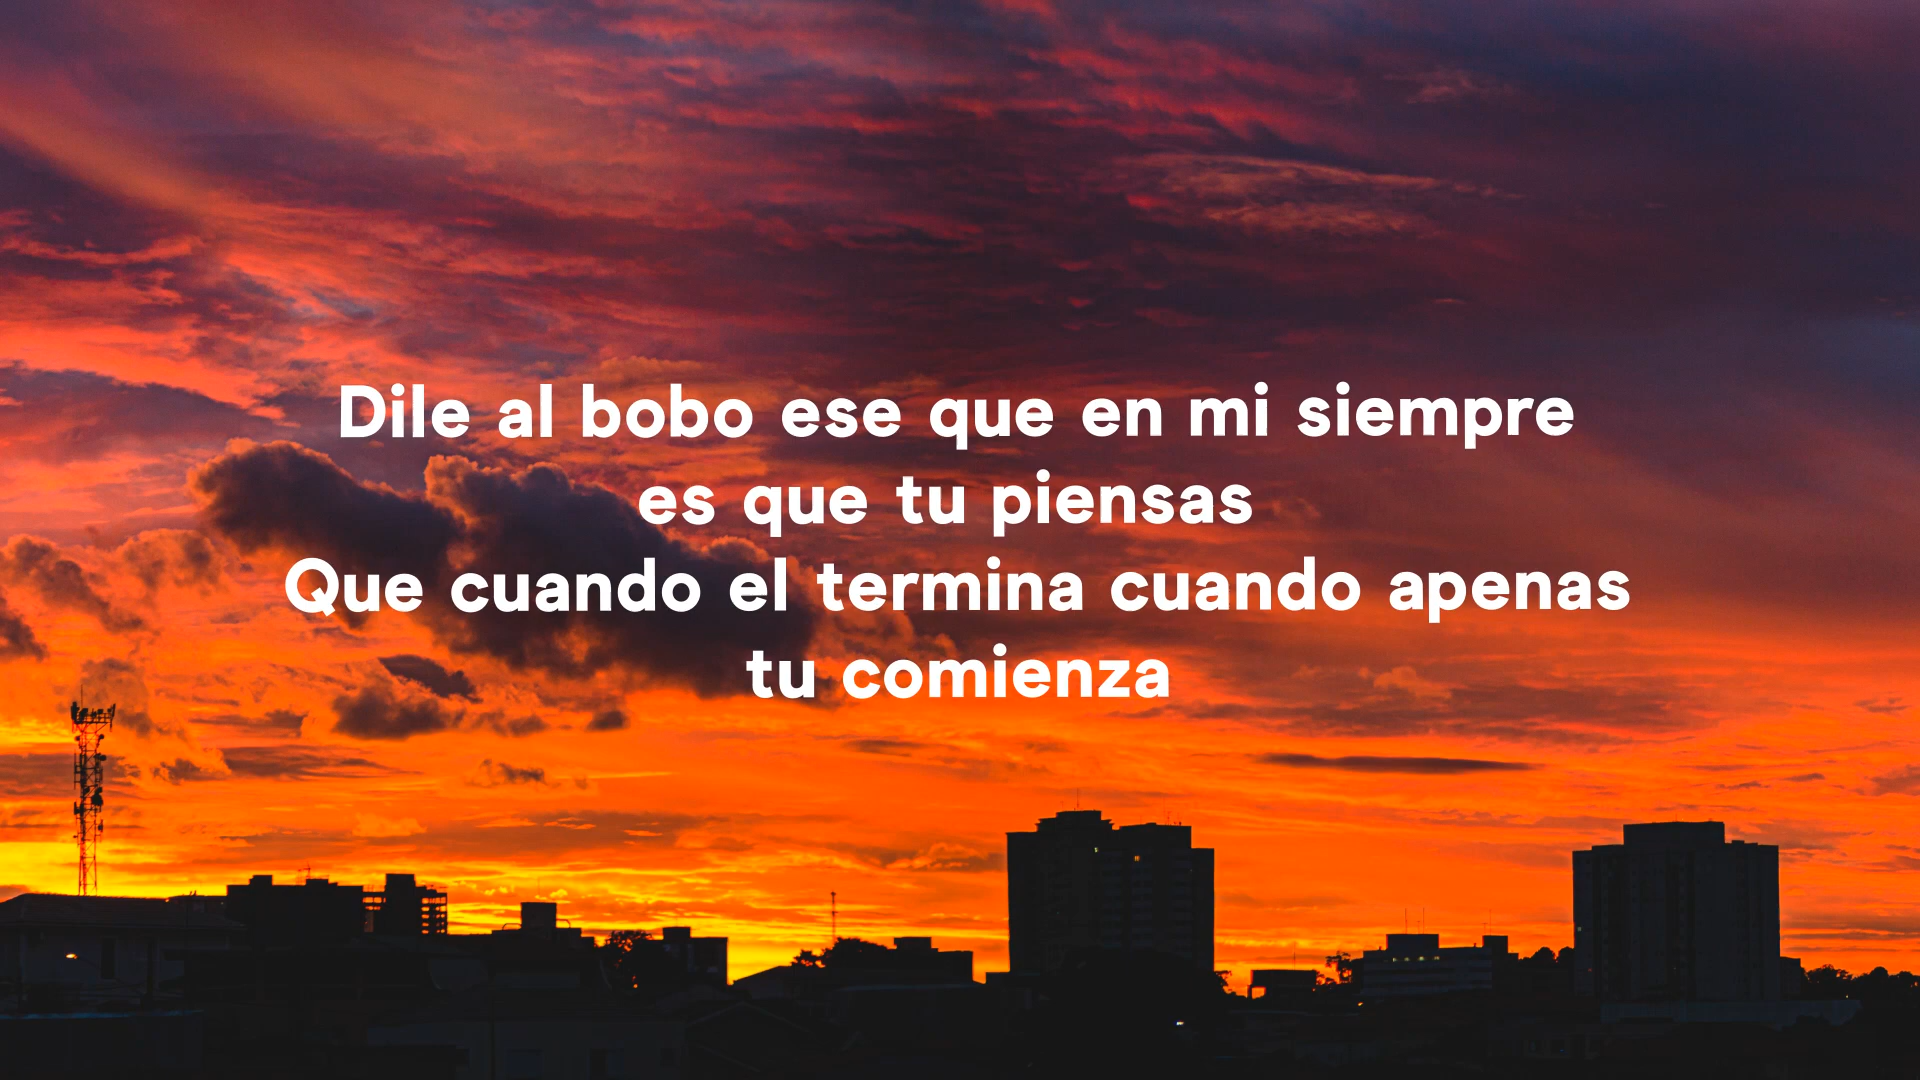 Dile al bobo ese que en mi siempre
es que tu piensas
Que cuando el termina cuando apenas
tu comienza